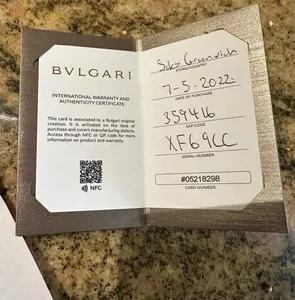 BVLGARI
INTERNATIONAL WARRANTY AND
AUTHENTICITY CERTIFICATE
This card is associated to a Bvlgari original
creation. It is activated on the date of
purchase and covers manufacturing defects.
Access through NFC or QR code for more
information on product and warranty.
NFC
Saks Greenwich
STORE/COUNTRY
7-5-2022
DATE OF PURCHASE
359416
SAP CODE
XF69CC
SERIAL NUMBER
#05218298
CARD NUMBER